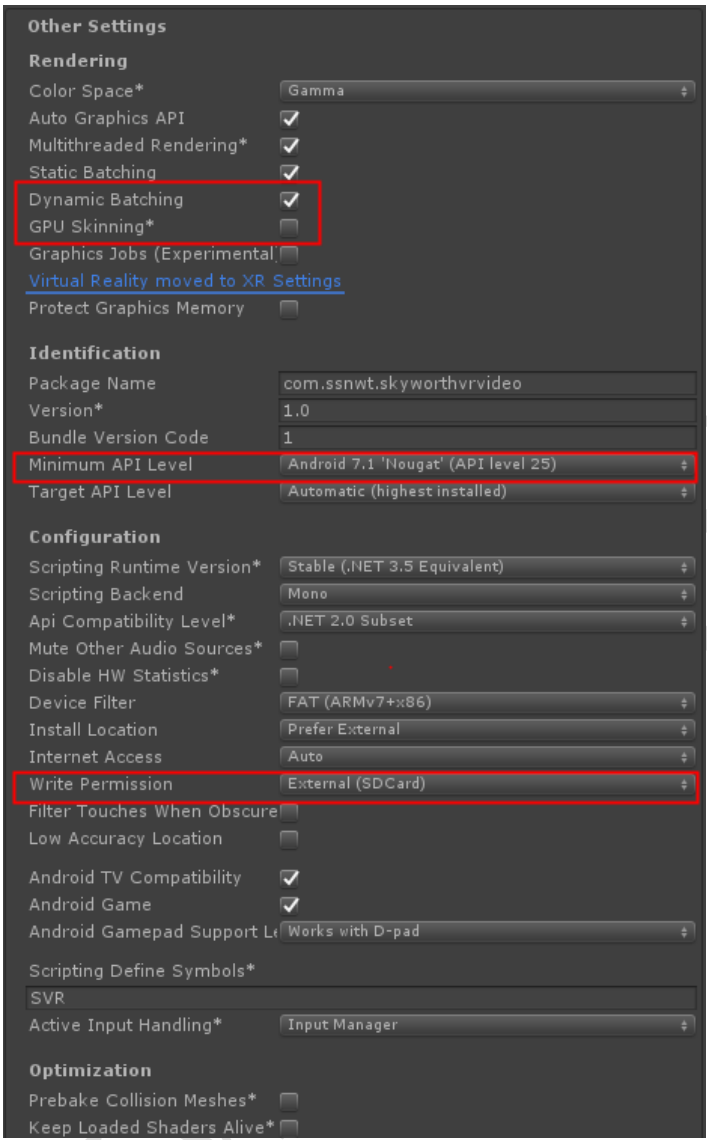 Other Settings
Rendering
Color Space* Gamma
Auto Graphics API
Multithreaded Rendering*
Static Batching
Dynamic Batching
GPU Skinning*
Graphics Jobs (Experimental)
Virtual Reality moved to XR Settings
Protect Graphics Memory
Identification
Package Name com.ssnwt.skyworthvrvideo
Version* 1.0
Bundle Version Code 1
Minimum API Level Android 7.1 'Nougat' (API level 25)
Target API Level Automatic (highest installed)
Configuration
Scripting Runtime Version* Stable (.NET 3.5 Equivalent)
Scripting Backend Mono
Api Compatibility Level* .NET 2.0 Subset
Mute Other Audio Sources*
Disable HW Statistics*
Device Filter FAT (ARMv7+x86)
Install Location Prefer External
Internet Access Auto
Write Permission External (SDCard)
Filter Touches When Obscure
Low Accuracy Location
Android TV Compatibility
Android Game
Android Gamepad Support Le Works with D-pad
Scripting Define Symbols*
SVR
Active Input Handling* Input Manager
Optimization
Prebake Collision Meshes*
Keep Loaded Shaders Alive*